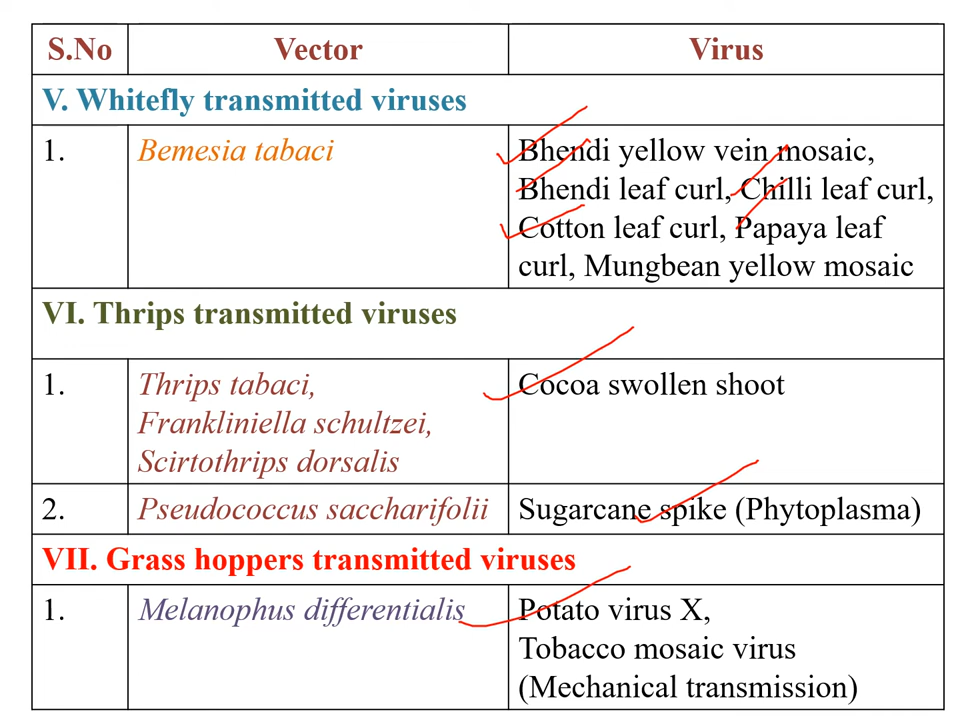 S.No Vector Virus
V. Whitefly transmitted viruses
1. Bemesia tabaci Bhendi yellow vein mosaic,
Bhendi leaf curl, Chilli leaf curl,
Cotton leaf curl, Papaya leaf
curl, Mungbean yellow mosaic
VI. Thrips transmitted viruses
1. Thrips tabaci, Cocoa swollen shoot
Frankliniella schultzei,
Scirtothrips dorsalis
2. Pseudococcus saccharifolii Sugarcane spike (Phytoplasma)
VII. Grass hoppers transmitted viruses
1. Melanophus differentialis Potato virus X,
Tobacco mosaic virus
(Mechanical transmission)